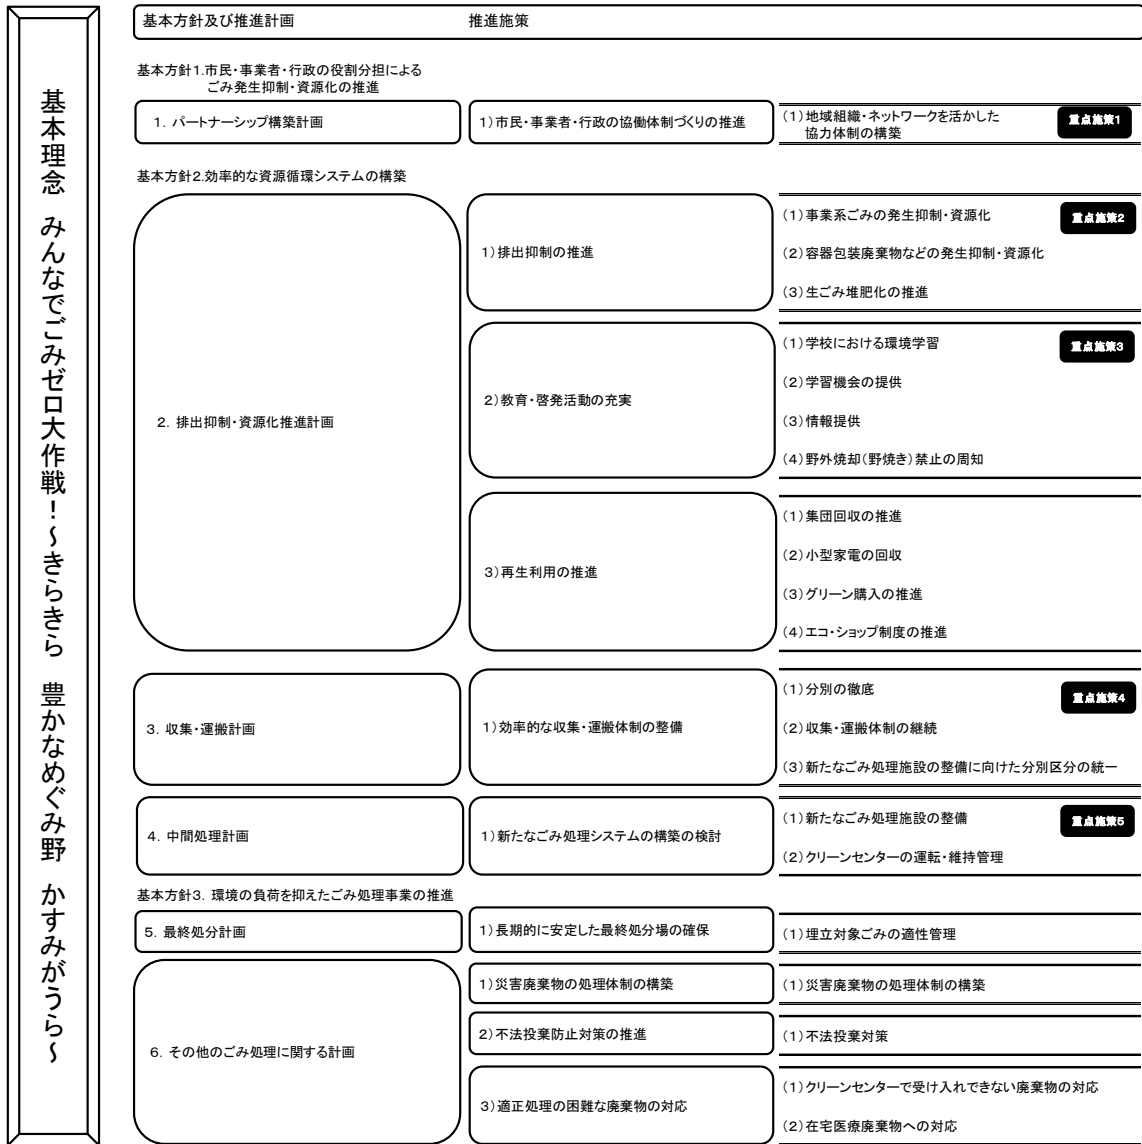 基本理念 みんなでごみゼロ大作戦！～きらきら 豊かなめぐみ野 かすみがうら～
基本方針及び推進計画 推進施策
基本方針1.市民・事業者・行政の役割分担による
ごみ発生抑制・資源化の推進
1. パートナーシップ構築計画
1）市民・事業者・行政の協働体制づくりの推進
（1）地域組織・ネットワークを活かした
協力体制の構築
重点施策1
基本方針2.効率的な資源循環システムの構築
2. 排出抑制・資源化推進計画
1）排出抑制の推進
（1）事業系ごみの発生抑制・資源化
重点施策2
（2）容器包装廃棄物などの発生抑制・資源化
（3）生ごみ堆肥化の推進
2）教育・啓発活動の充実
（1）学校における環境学習
重点施策3
（2）学習機会の提供
（3）情報提供
（4）野外焼却（野焼き）禁止の周知
3）再生利用の推進
（1）集団回収の推進
（2）小型家電の回収
（3）グリーン購入の推進
（4）エコ・ショップ制度の推進
3. 収集・運搬計画
1）効率的な収集・運搬体制の整備
（1）分別の徹底
重点施策4
（2）収集・運搬体制の継続
（3）新たなごみ処理施設の整備に向けた分別区分の統一
4. 中間処理計画
1）新たなごみ処理システムの構築の検討
（1）新たなごみ処理施設の整備
重点施策5
（2）クリーンセンターの運転・維持管理
基本方針3. 環境の負荷を抑えたごみ処理事業の推進
5. 最終処分計画
1）長期的に安定した最終処分場の確保
（1）埋立対象ごみの適性管理
6. その他のごみ処理に関する計画
1）災害廃棄物の処理体制の構築
（1）災害廃棄物の処理体制の構築
2）不法投棄防止対策の推進
（1）不法投棄対策
3）適正処理の困難な廃棄物の対応
（1）クリーンセンターで受け入れできない廃棄物の対応
（2）在宅医療廃棄物への対応